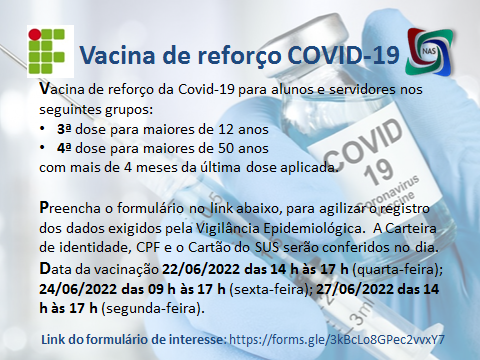 Vacina de reforço COVID-19
NAS
Vacina de reforço da Covid-19 para alunos e servidores nos
seguintes grupos:
• 3ª dose para maiores de 12 anos
• 4ª dose para maiores de 50 anos
com mais de 4 meses da última dose aplicada.
COVID
19
Coronavirus
Vaccine
Preencha o formulário no link abaixo, para agilizar o registro
dos dados exigidos pela Vigilância Epidemiológica. A Carteira
de identidade, CPF e o Cartão do SUS serão conferidos no dia.
Data da vacinação 22/06/2022 das 14 h às 17 h (quarta-feira);
24/06/2022 das 09 h às 17 h (sexta-feira); 27/06/2022 das 14
h às 17 h (segunda-feira).
3ml
Link do formulário de interesse: https://forms.gle/3kBcLo8GPec2vvxY7